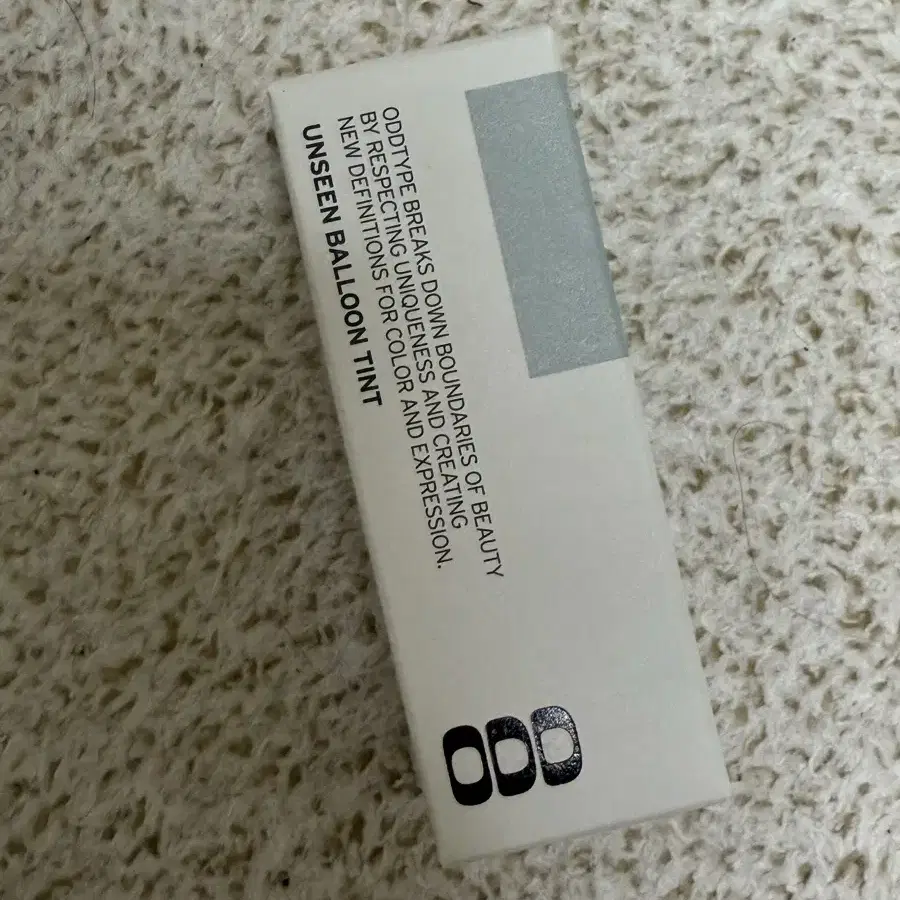 ODDTYPE BREAKS DOWN BOUNDARIES OF BEAUTY
BY RESPECTING UNIQUENESS AND CREATING
NEW DEFINITIONS FOR COLOR AND EXPRESSION.
UNSEEN BALLOON TINT
ODD